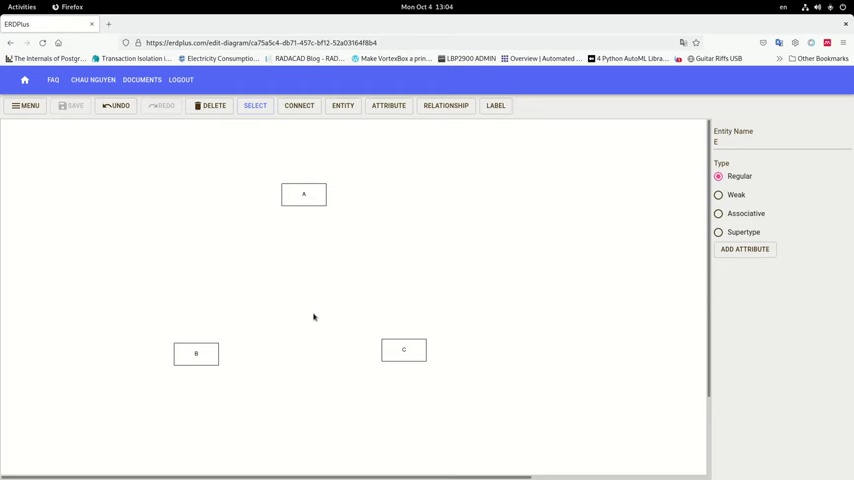 Activities Firefox Mon Oct 4 13:04 en
ERDPlus
https://erdplus.com/edit-diagram/ca75a5c4-db71-457c-bf12-52a03164f8b4
The Internals of Postgr... Transaction Isolation i... Electricity Consumptio... RADACAD Blog - RAD... Make VortexBox a prin... LBP2900 ADMIN Overview | Automated ... 4 Python AutoML Libra... Guitar Riffs USB Other Bookmarks
FAQ CHAU NGUYEN DOCUMENTS LOGOUT
MENU SAVE UNDO REDO DELETE SELECT CONNECT ENTITY ATTRIBUTE RELATIONSHIP LABEL
Entity Name
E
Type
Regular
Weak
Associative
Supertype
ADD ATTRIBUTE
A
B
C